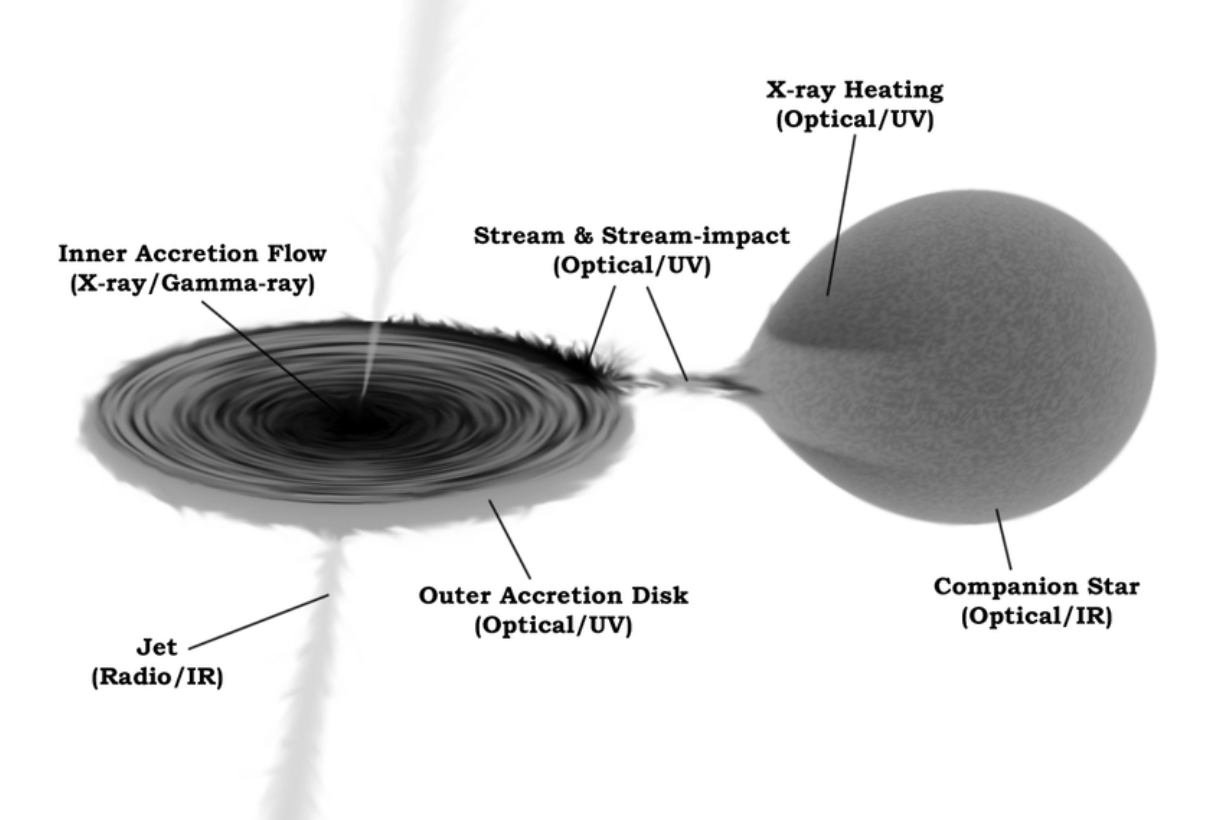 X-ray Heating
(Optical/UV)
Stream & Stream-impact
(Optical/UV)
Inner Accretion Flow
(X-ray/Gamma-ray)
Outer Accretion Disk
(Optical/UV)
Companion Star
(Optical/IR)
Jet
(Radio/IR)